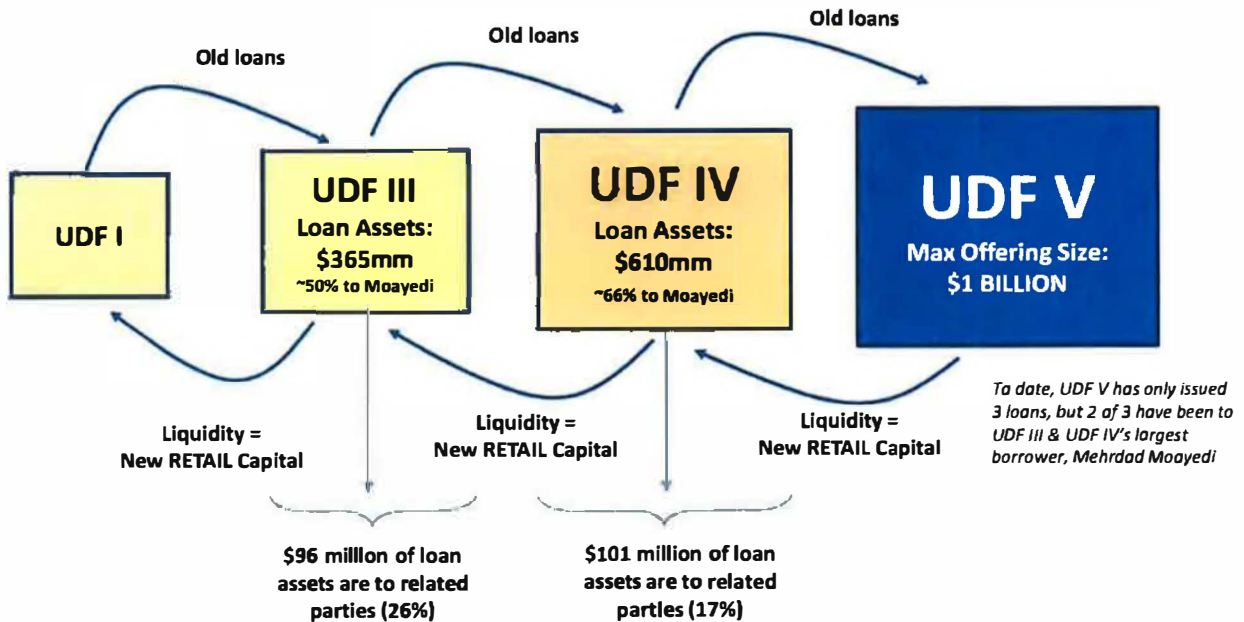 Old loans
Old loans
Old loans
UDF I
UDF III
Loan Assets:
$365mm
~50% to Moayedi
UDF IV
Loan Assets:
$610mm
~66% to Moayedi
UDF V
Max Offering Size:
$1 BILLION
Liquidity =
New RETAIL Capital
Liquidity =
New RETAIL Capital
Liquidity =
New RETAIL Capital
Ta date, UDF V has only issued
3 loans, but 2 af 3 have been to
UDF III & UDF IV's largest
borrower, Mehrdad Moayedi
$96 million of loan
assets are to related
parties (26%)
$101 million of loan
assets are to related
parties (17%)